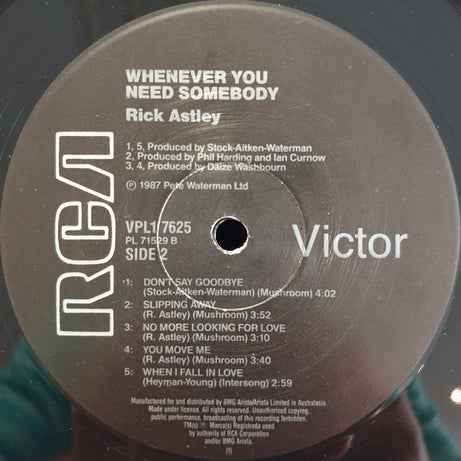 WHENEVER YOU
NEED SOMEBODY
Rick Astley
1, 5, Produced by Stock-Aitken-Waterman
2, Produced by Phil Harding and Ian Curnow
3, 4, Produced by Daize Washbourn
Ⓟ 1987 Pete Waterman Ltd
RCA
VPL1 7625
PL 71529 B
SIDE 2
Victor
1: DON'T SAY GOODBYE
(Stock-Aitken-Waterman) (Mushroom) 4:02
2: SLIPPING AWAY
(R. Astley) (Mushroom) 3:52
3: NO MORE LOOKING FOR LOVE
(R. Astley) (Mushroom) 3:10
4: YOU MOVE ME
(R. Astley) (Mushroom) 3:40
5: WHEN I FALL IN LOVE
(Heyman-Young) (Intersong) 2:59
Manufactured for and distributed by BMG Arista/Ariola Limited in Australasia.
Made under license. All rights reserved. Unauthorised copying,
public performance, broadcasting of this recording forbidden.
TM(s) ® Marca(s) Registrada used
by authority of RCA Corporation
and/or BMG Ariola.
(1)